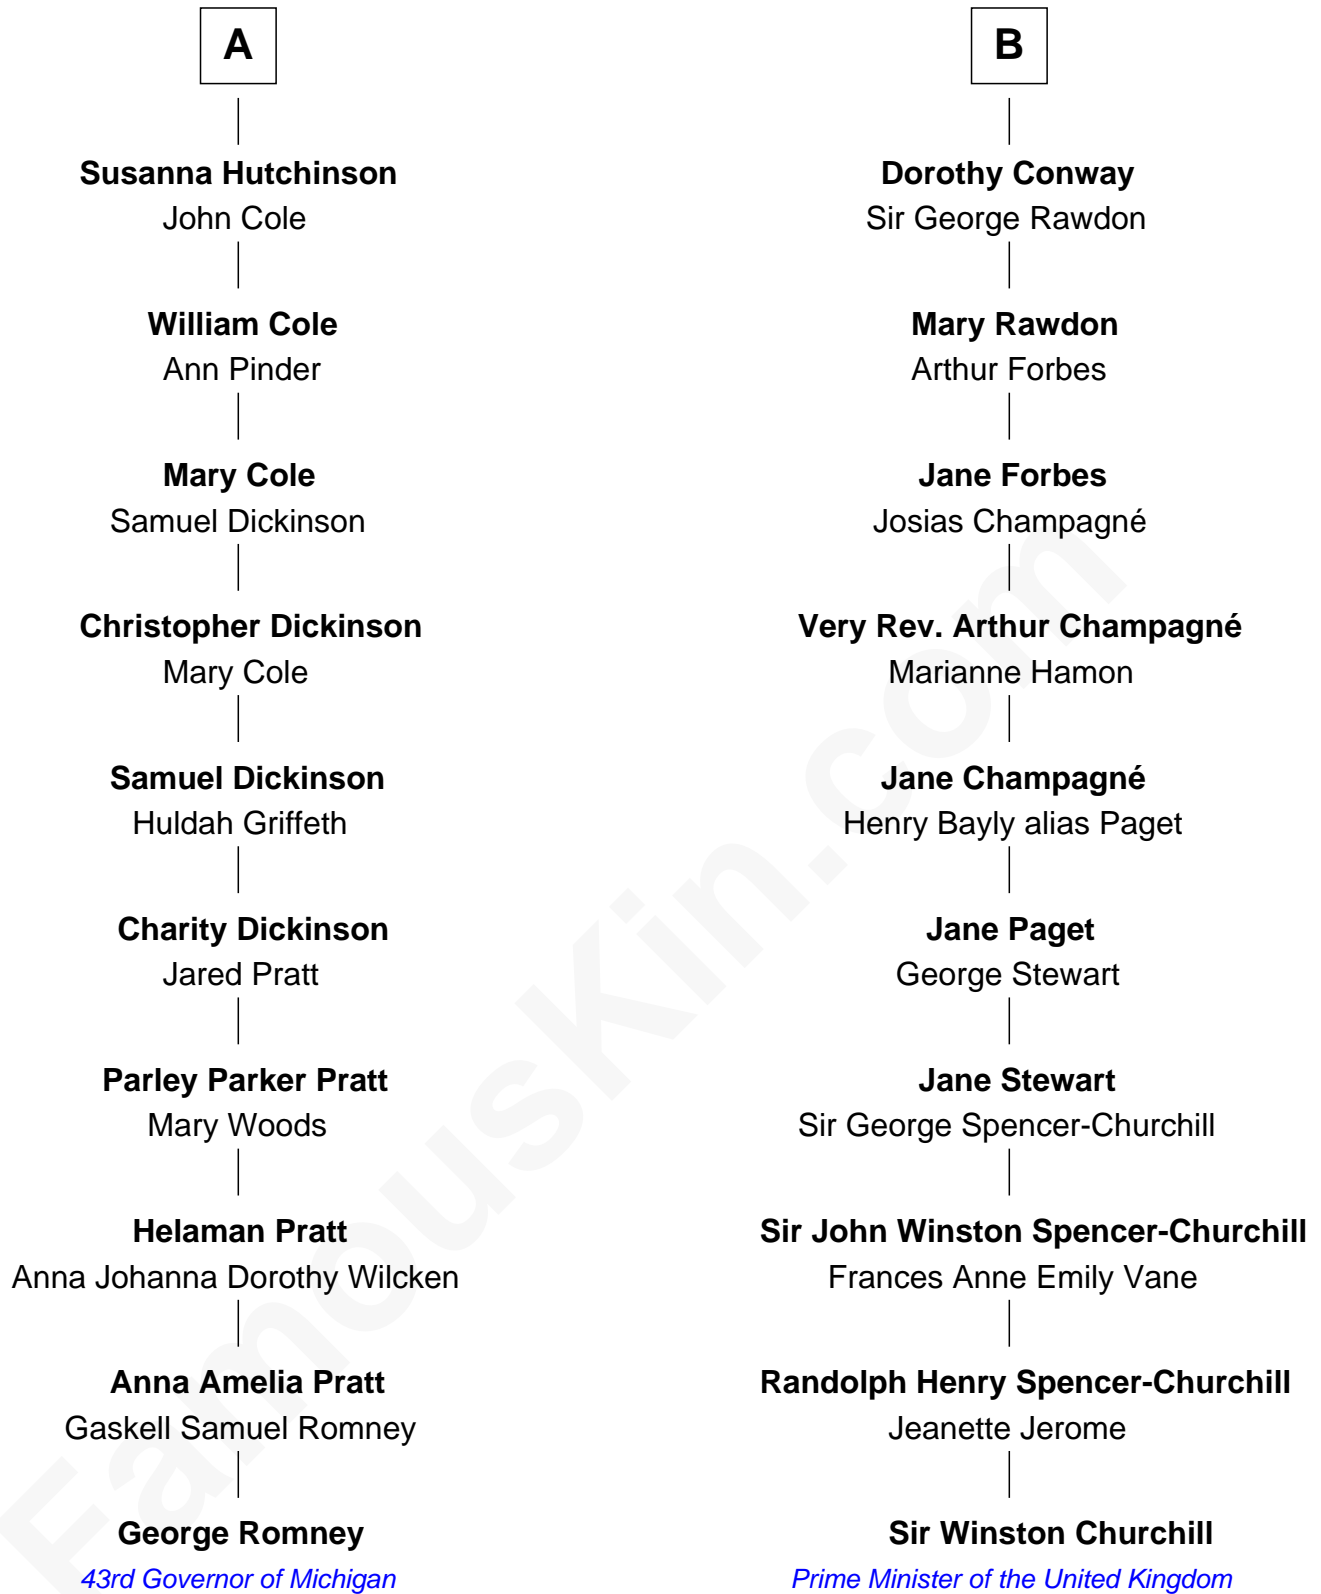 A
Susanna Hutchinson
John Cole
William Cole
Ann Pinder
Mary Cole
Samuel Dickinson
Christopher Dickinson
Mary Cole
Samuel Dickinson
Huldah Griffeth
Charity Dickinson
Jared Pratt
Parley Parker Pratt
Mary Woods
Helaman Pratt
Anna Johanna Dorothy Wilcken
Anna Amelia Pratt
Gaskell Samuel Romney
George Romney
43rd Governor of Michigan
B
Dorothy Conway
Sir George Rawdon
Mary Rawdon
Arthur Forbes
Jane Forbes
Josias Champagné
Very Rev. Arthur Champagné
Marianne Hamon
Jane Champagné
Henry Bayly alias Paget
Jane Paget
George Stewart
Jane Stewart
Sir George Spencer-Churchill
Sir John Winston Spencer-Churchill
Frances Anne Emily Vane
Randolph Henry Spencer-Churchill
Jeanette Jerome
Sir Winston Churchill
Prime Minister of the United Kingdom
FamousKin.com